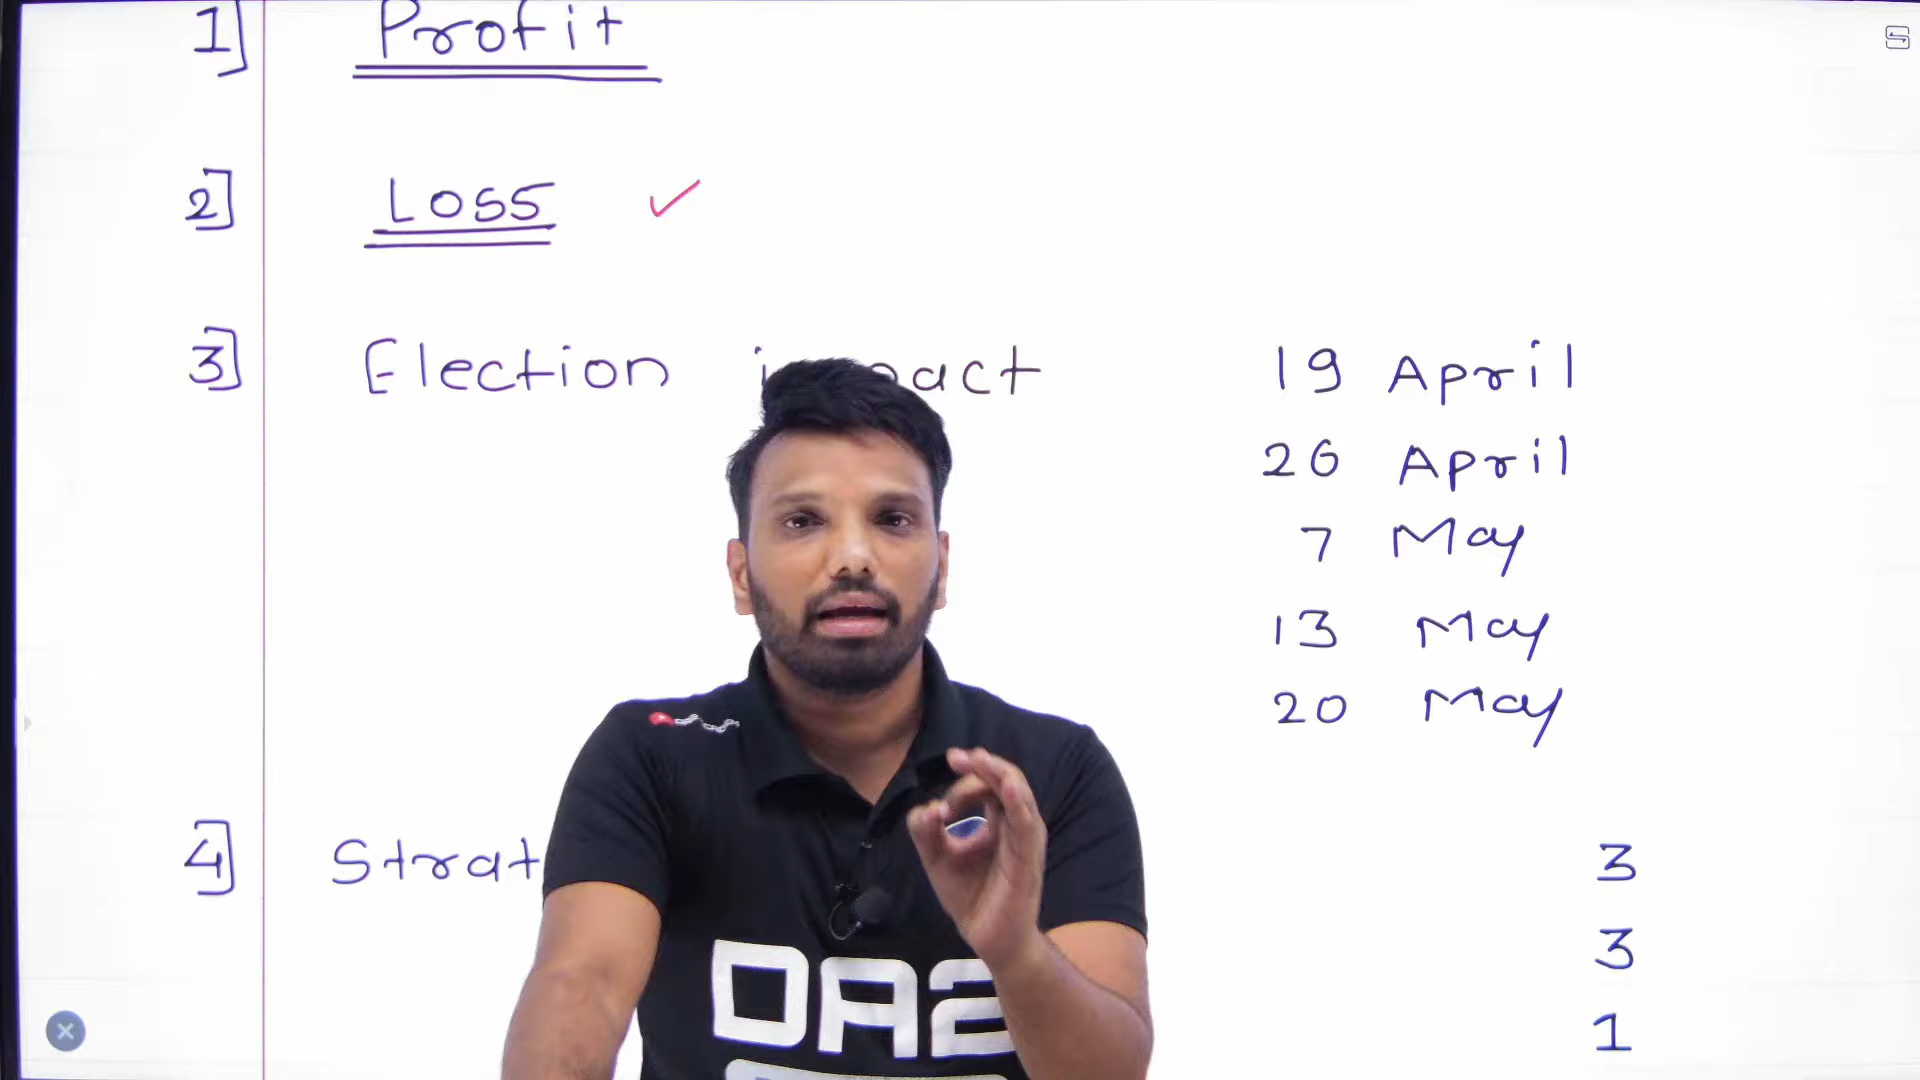 1] Profit
2] Loss ✓
3] Election impact
19 April
26 April
7 May
13 May
20 May
4] Strat
3
3
1